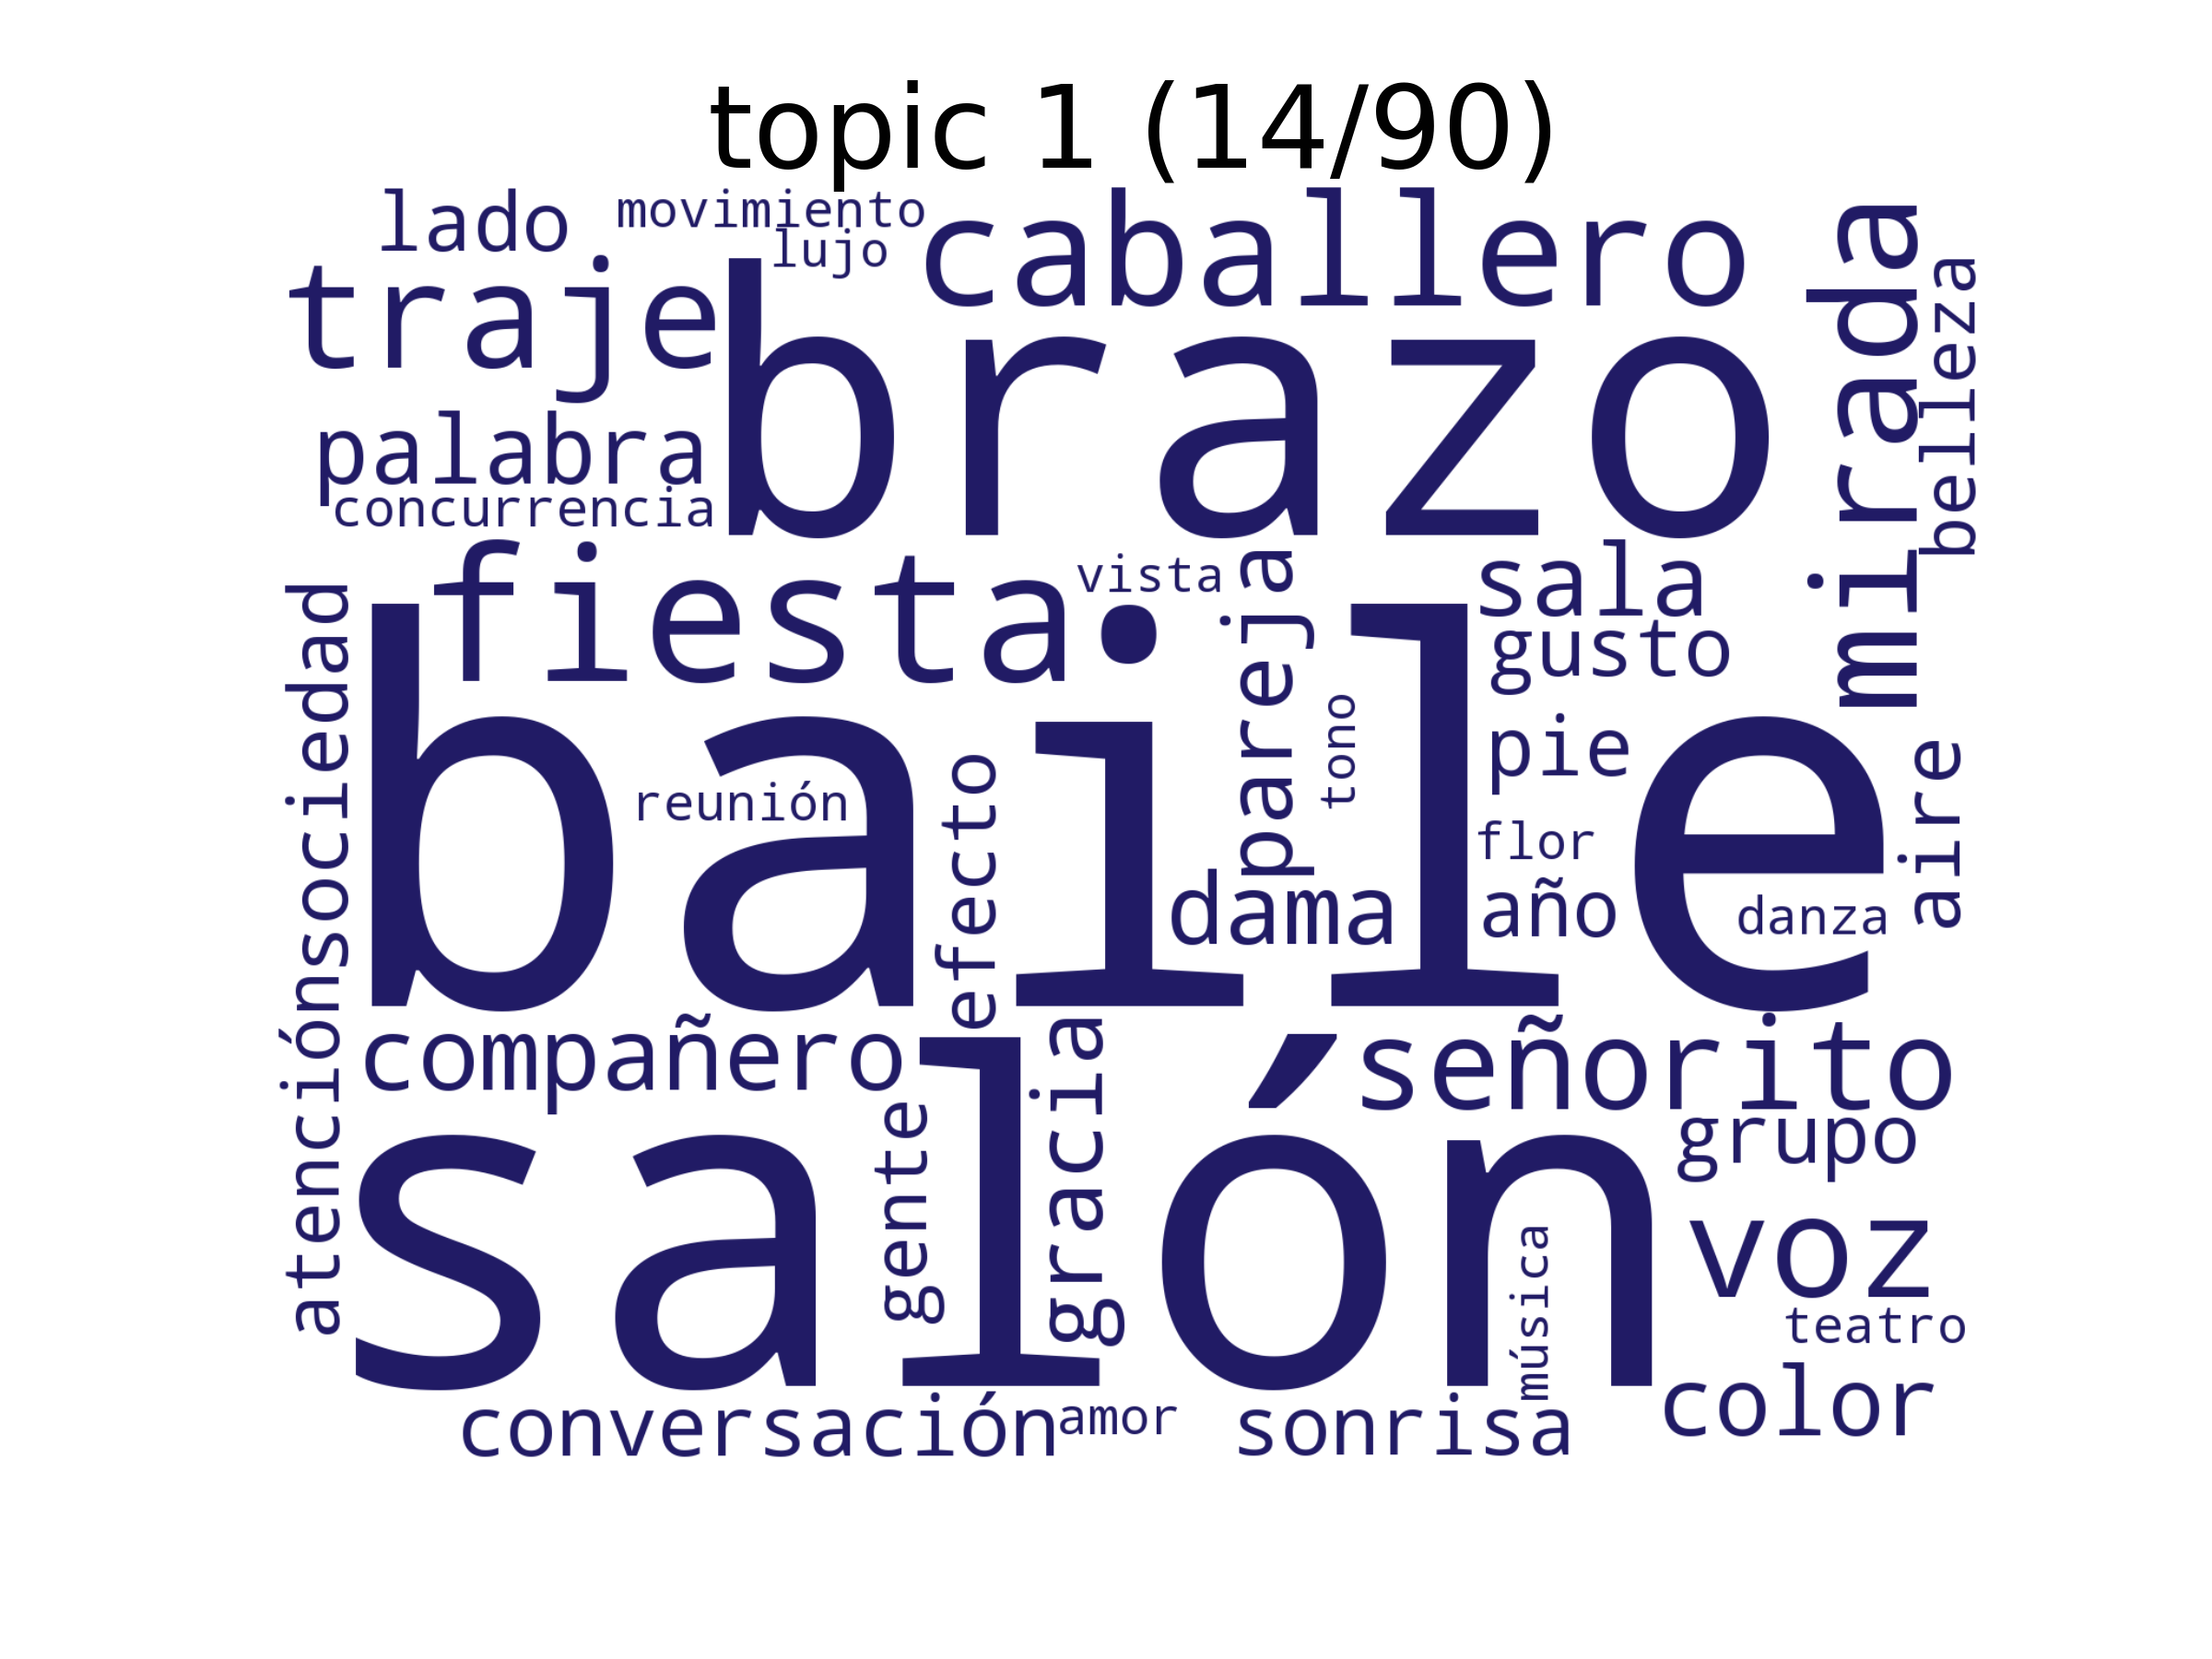 topic 1 (14/90)
lado
movimiento
lujo
caballero
traje
brazo
mirada
belleza
palabra
concurrencia
fiesta
vista
sala
gusto
pareja
tono
pie
sociedad
baile
reunión
efecto
flor
dama
año
danza
aire
atención
compañero
señorito
grupo
gente
gracia
salón
voz
música
teatro
color
conversación
amor
sonrisa